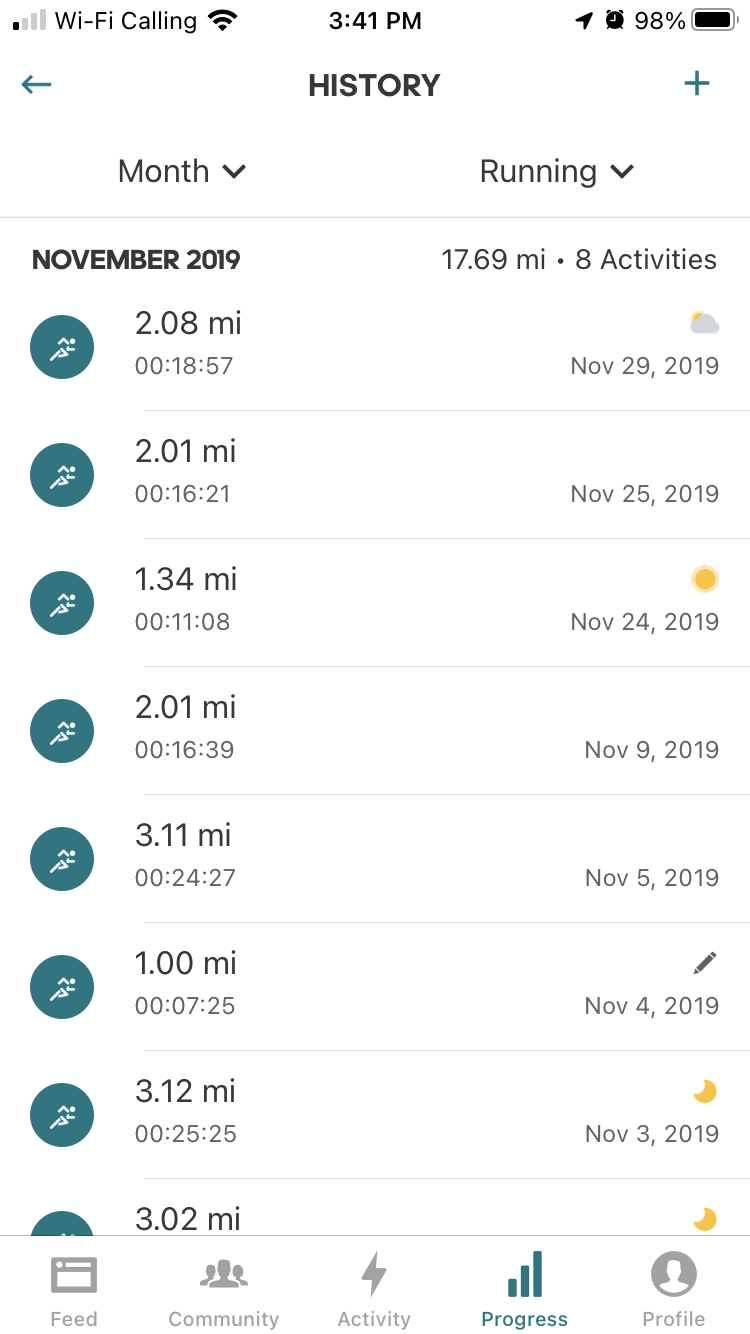 Wi-Fi Calling 3:41 PM 98%
HISTORY
Month Running
NOVEMBER 2019 17.69 mi • 8 Activities
2.08 mi
00:18:57 Nov 29, 2019
2.01 mi
00:16:21 Nov 25, 2019
1.34 mi
00:11:08 Nov 24, 2019
2.01 mi
00:16:39 Nov 9, 2019
3.11 mi
00:24:27 Nov 5, 2019
1.00 mi
00:07:25 Nov 4, 2019
3.12 mi
00:25:25 Nov 3, 2019
3.02 mi
Feed Community Activity Progress Profile